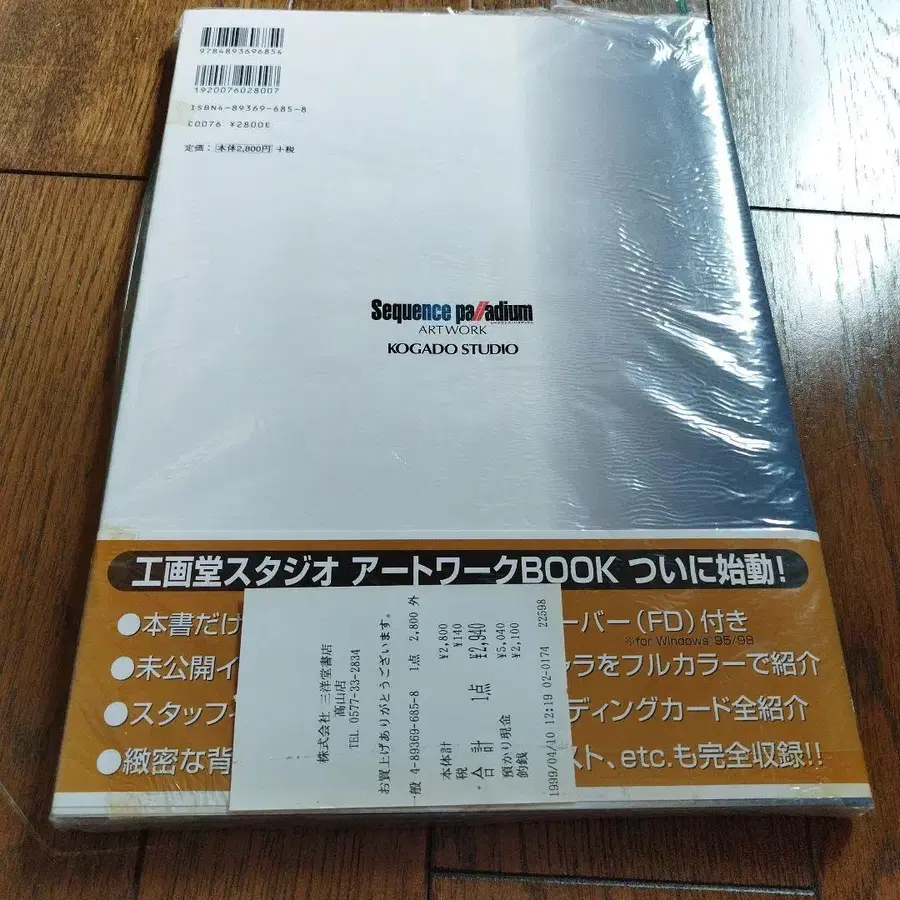 9784893696854
1920076028007
ISBN4-89369-685-8
C0076 ¥2800E
定価：本体2,800円 +税
Sequence palladium
ARTWORK
KOGADO STUDIO
工画堂スタジオ アートワークBOOK ついに始動！
●本書だけ
ーバー（FD）付き
※for Windows 95/98
●未公開イ
ャラをフルカラーで紹介
●スタッフ
ディングカード全紹介
●緻密な背
スト、etc.も完全収録!!
株式会社 三洋堂書店
高山店
TEL 0577-33-2834
お買上げありがとうございます。
一般 4-89369-685-8 1点 2,800 外
本体計 ¥2,800
税 ¥140
合計 1点 ¥2,940
預かり現金 ¥5,040
釣銭 ¥2,100
1999/04/10 12:19 02-0174 22598